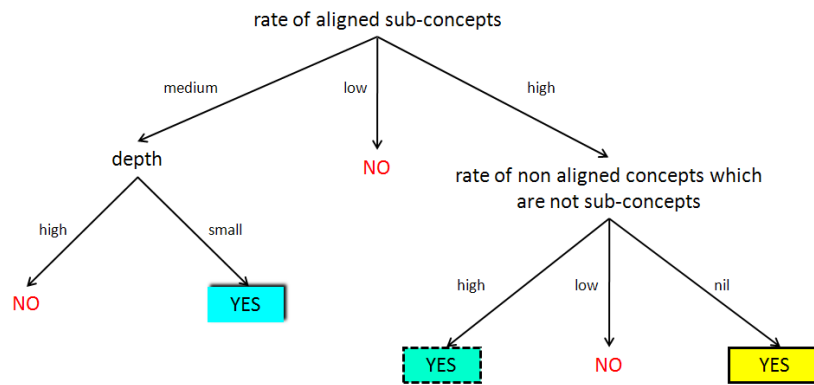 rate of aligned sub-concepts
medium
low
high
depth
NO
rate of non aligned concepts which
are not sub-concepts
high
small
high
low
nil
NO
YES
YES
NO
YES